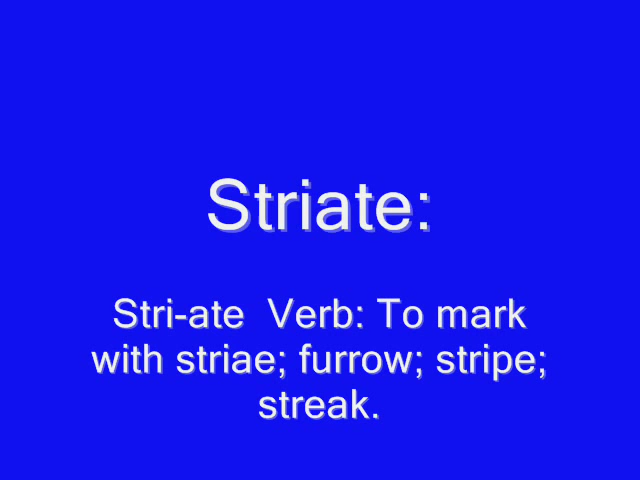 Striate:
Stri-ate  Verb: To mark
with striae; furrow; stripe;
streak.